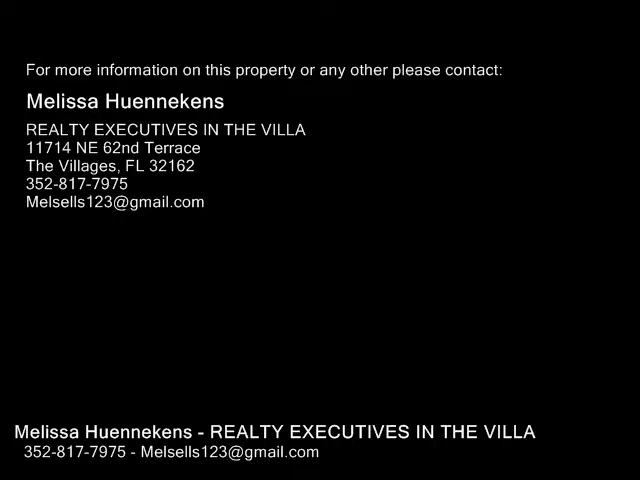 For more information on this property or any other please contact:
Melissa Huennekens
REALTY EXECUTIVES IN THE VILLA
11714 NE 62nd Terrace
The Villages, FL 32162
352-817-7975
Melsells123@gmail.com
Melissa Huennekens - REALTY EXECUTIVES IN THE VILLA
352-817-7975 - Melsells123@gmail.com